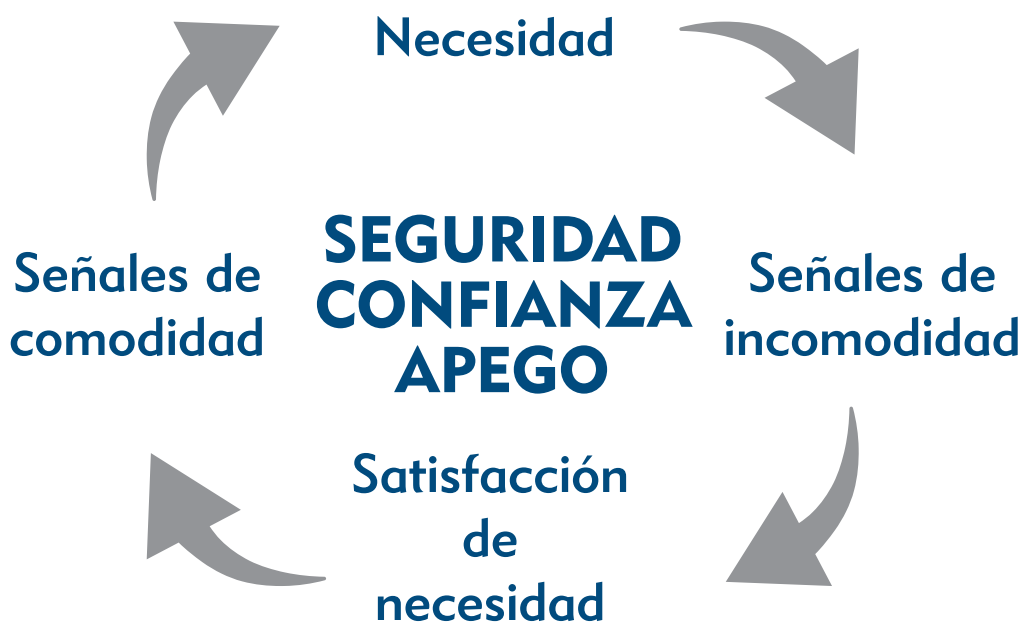 Necesidad
SEGURIDAD
CONFIANZA
APEGO
Señales de
incomodidad
Satisfacción
de
necesidad
Señales de
comodidad